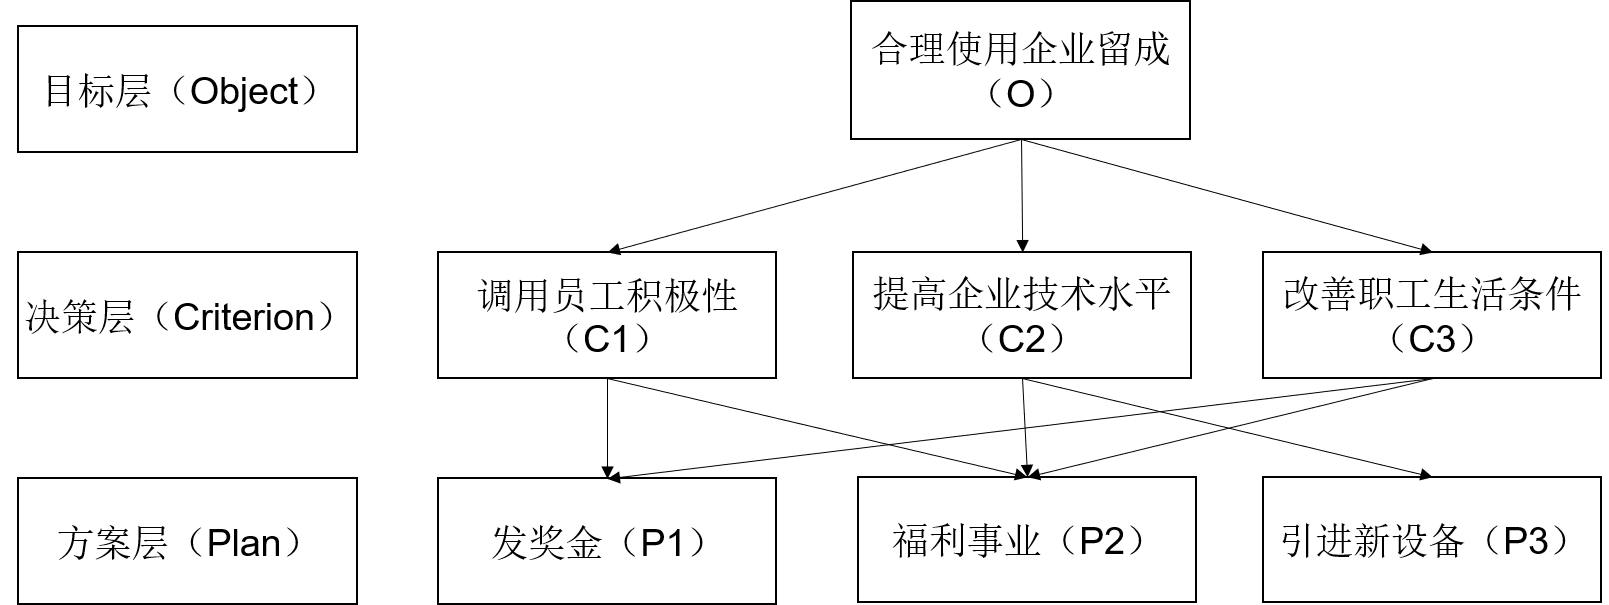 目标层（Object）
合理使用企业留成
（O）
决策层（Criterion）
调用员工积极性
（C1）
提高企业技术水平
（C2）
改善职工生活条件
（C3）
方案层（Plan）
发奖金（P1）
福利事业（P2）
引进新设备（P3）